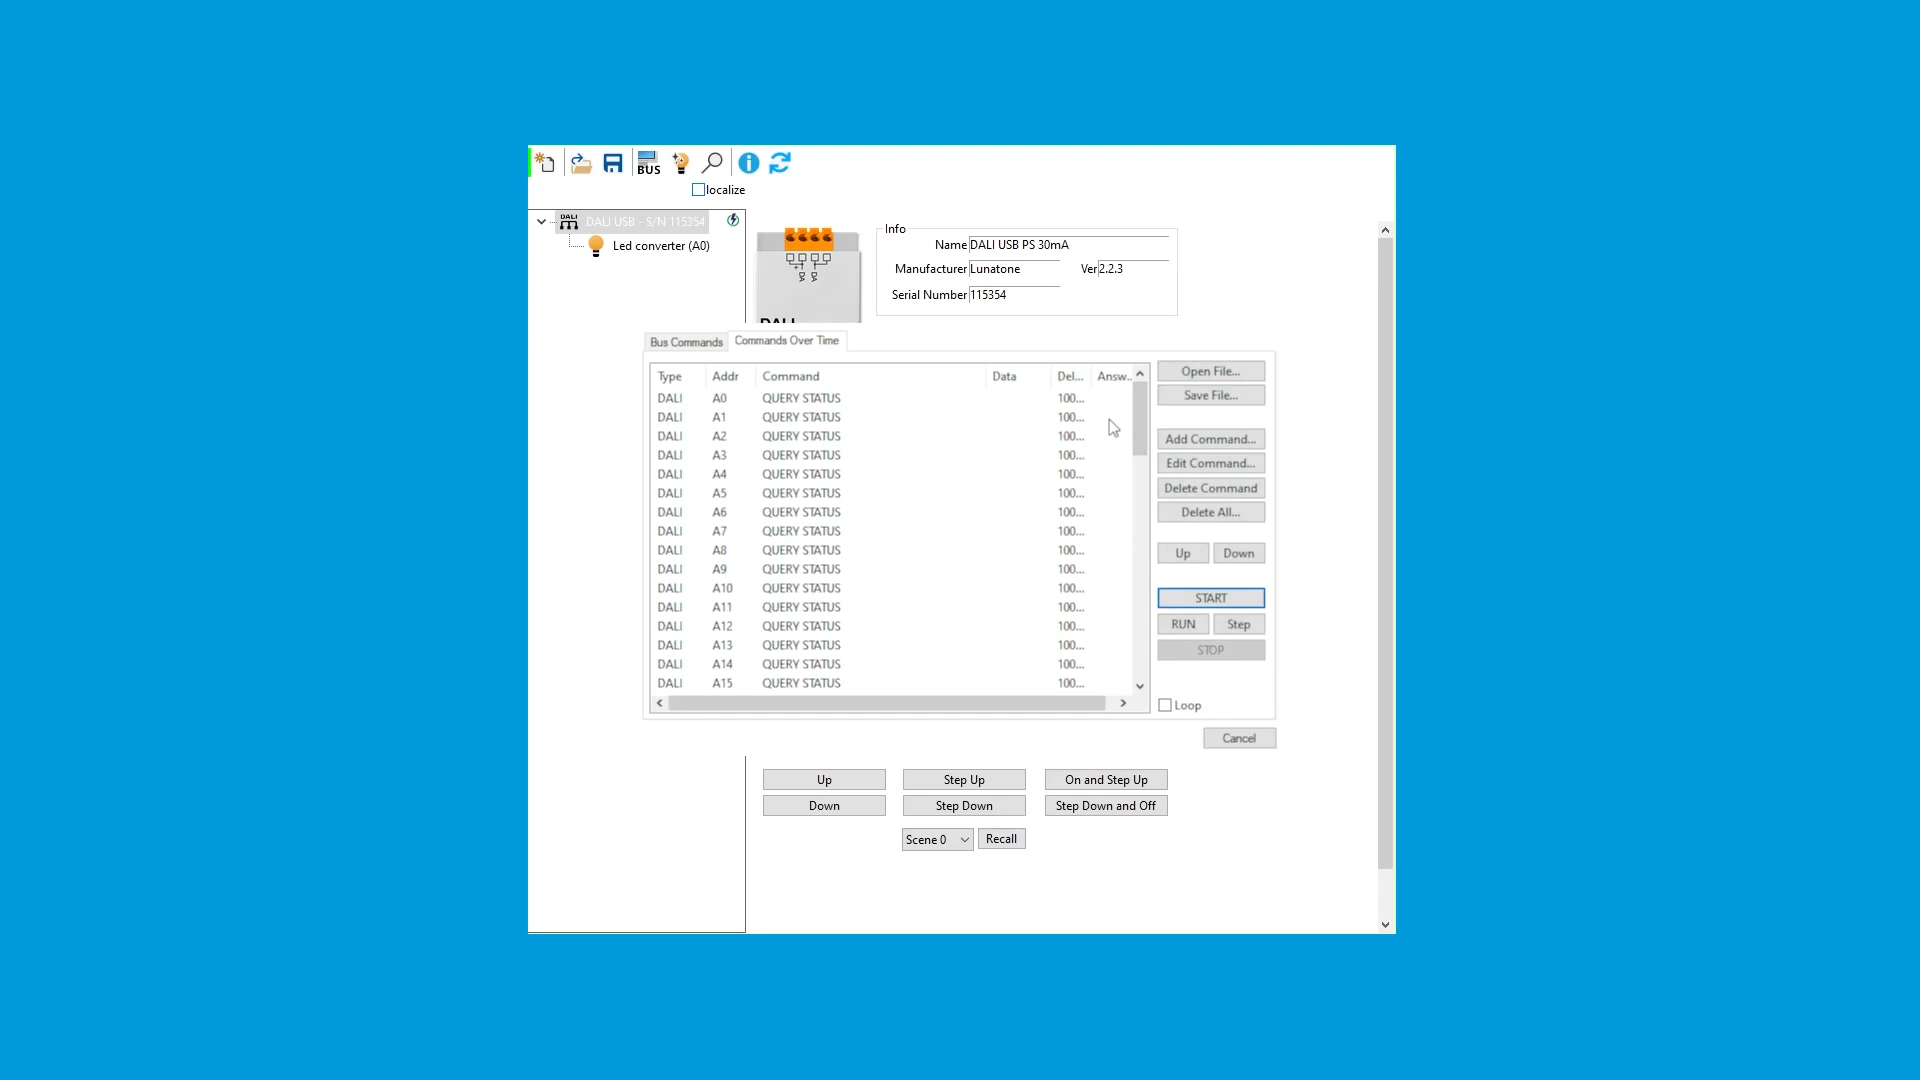 BUS
localize
DALI DALI USB - S/N 115354
Led converter (A0)
DA DA
DALI
Info
Name DALI USB PS 30mA
Manufacturer Lunatone Ver 2.2.3
Serial Number 115354
Bus Commands Commands Over Time
Type Addr Command Data Del... Answ...
DALI A0 QUERY STATUS 100...
DALI A1 QUERY STATUS 100...
DALI A2 QUERY STATUS 100...
DALI A3 QUERY STATUS 100...
DALI A4 QUERY STATUS 100...
DALI A5 QUERY STATUS 100...
DALI A6 QUERY STATUS 100...
DALI A7 QUERY STATUS 100...
DALI A8 QUERY STATUS 100...
DALI A9 QUERY STATUS 100...
DALI A10 QUERY STATUS 100...
DALI A11 QUERY STATUS 100...
DALI A12 QUERY STATUS 100...
DALI A13 QUERY STATUS 100...
DALI A14 QUERY STATUS 100...
DALI A15 QUERY STATUS 100...
Open File...
Save File...
Add Command...
Edit Command...
Delete Command
Delete All...
Up Down
START
RUN Step
STOP
Loop
Cancel
Up Step Up On and Step Up
Down Step Down Step Down and Off
Scene 0 Recall